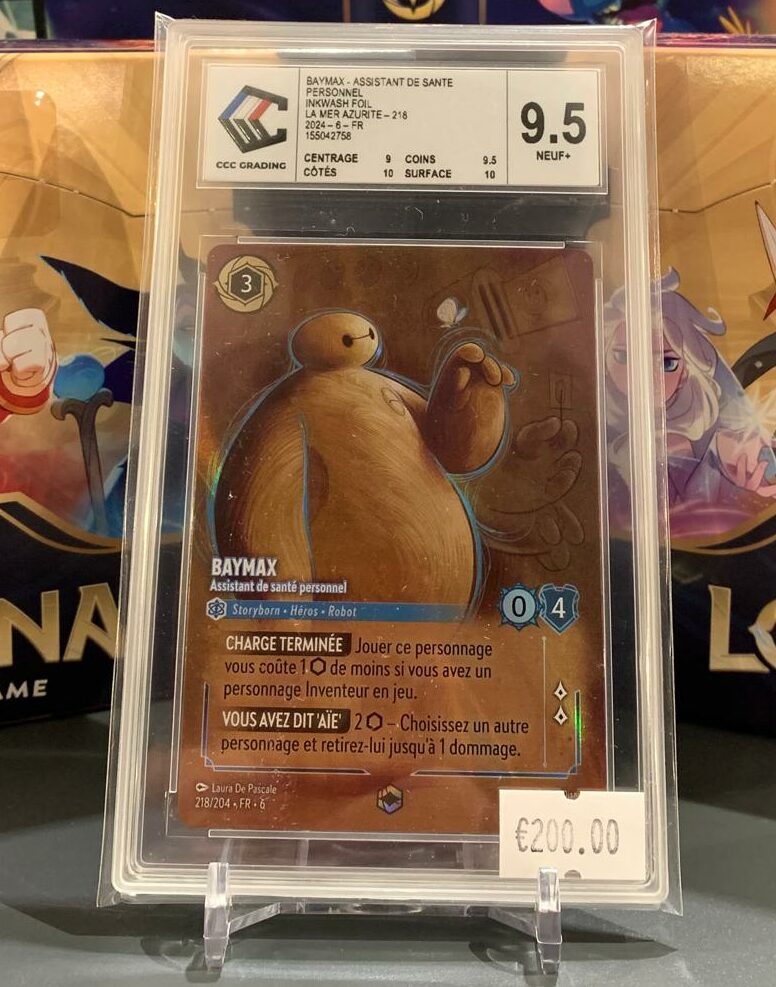 BAYMAX - ASSISTANT DE SANTE
PERSONNEL
INKWASH FOIL
LA MER AZURITE – 218
2024 – 6 – FR
155042758
CENTRAGE 9 COINS 9.5
CÔTÉS 10 SURFACE 10
CCC GRADING
9.5
NEUF+
3
BAYMAX
Assistant de santé personnel
Storyborn • Héros • Robot
0 4
CHARGE TERMINÉE Jouer ce personnage
vous coûte 1 de moins si vous avez un
personnage Inventeur en jeu.
VOUS AVEZ DIT 'AÏE' 2 – Choisissez un autre
personnage et retirez-lui jusqu'à 1 dommage.
Laura De Pascale
218/204 • FR • 6
€200.00
NA
AME
LO